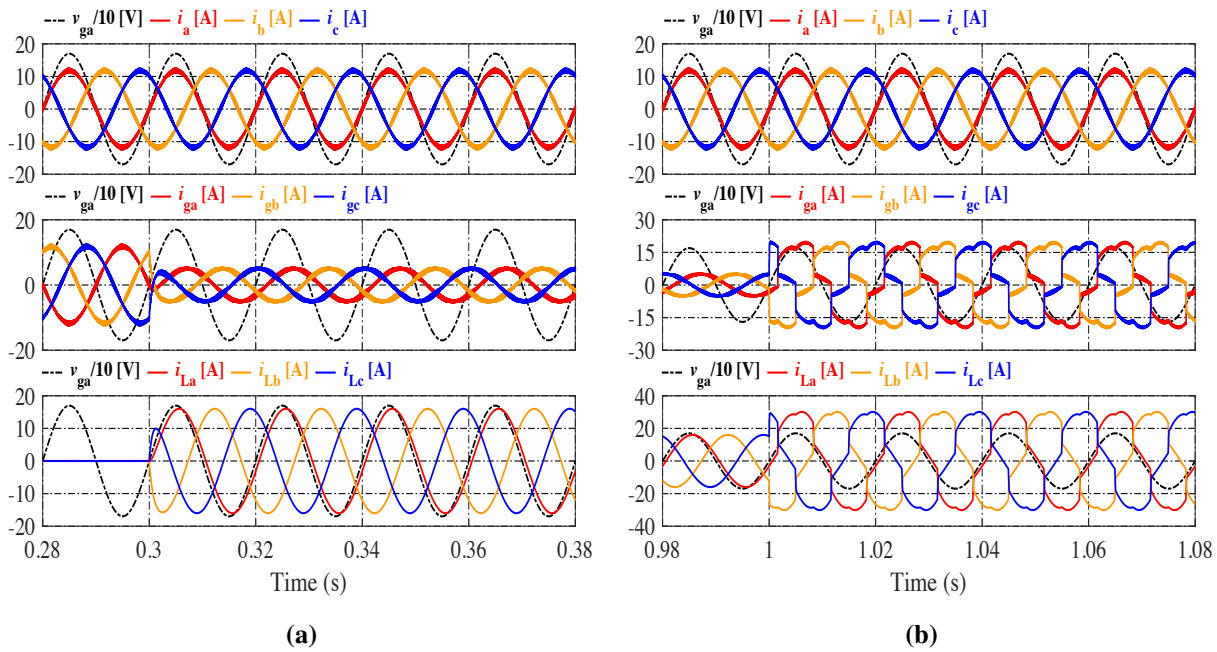 v_ga/10 [V] i_a [A] i_b [A] i_c [A]
20
10
0
-10
-20
v_ga/10 [V] i_ga [A] i_gb [A] i_gc [A]
20
0
-20
v_ga/10 [V] i_La [A] i_Lb [A] i_Lc [A]
20
10
0
-10
-20
0.28 0.3 0.32 0.34 0.36 0.38
Time (s)
(a)
v_ga/10 [V] i_a [A] i_b [A] i_c [A]
20
10
0
-10
-20
v_ga/10 [V] i_ga [A] i_gb [A] i_gc [A]
30
15
0
-15
-30
v_ga/10 [V] i_La [A] i_Lb [A] i_Lc [A]
40
20
0
-20
-40
0.98 1 1.02 1.04 1.06 1.08
Time (s)
(b)